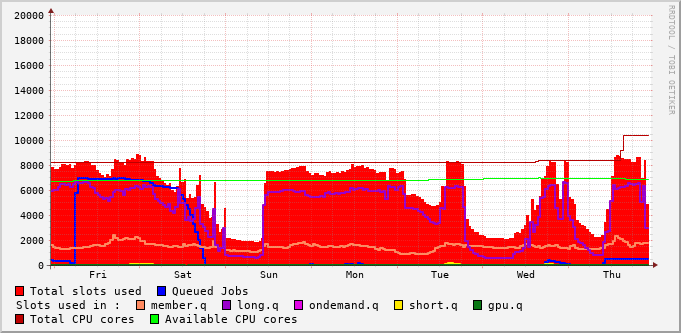 20000
18000
16000
14000
12000
10000
8000
6000
4000
2000
0
Fri Sat Sun Mon Tue Wed Thu
Total slots used Queued Jobs
Slots used in : member.q long.q ondemand.q short.q gpu.q
Total CPU cores Available CPU cores
RRDTOOL / TOBI OETIKER